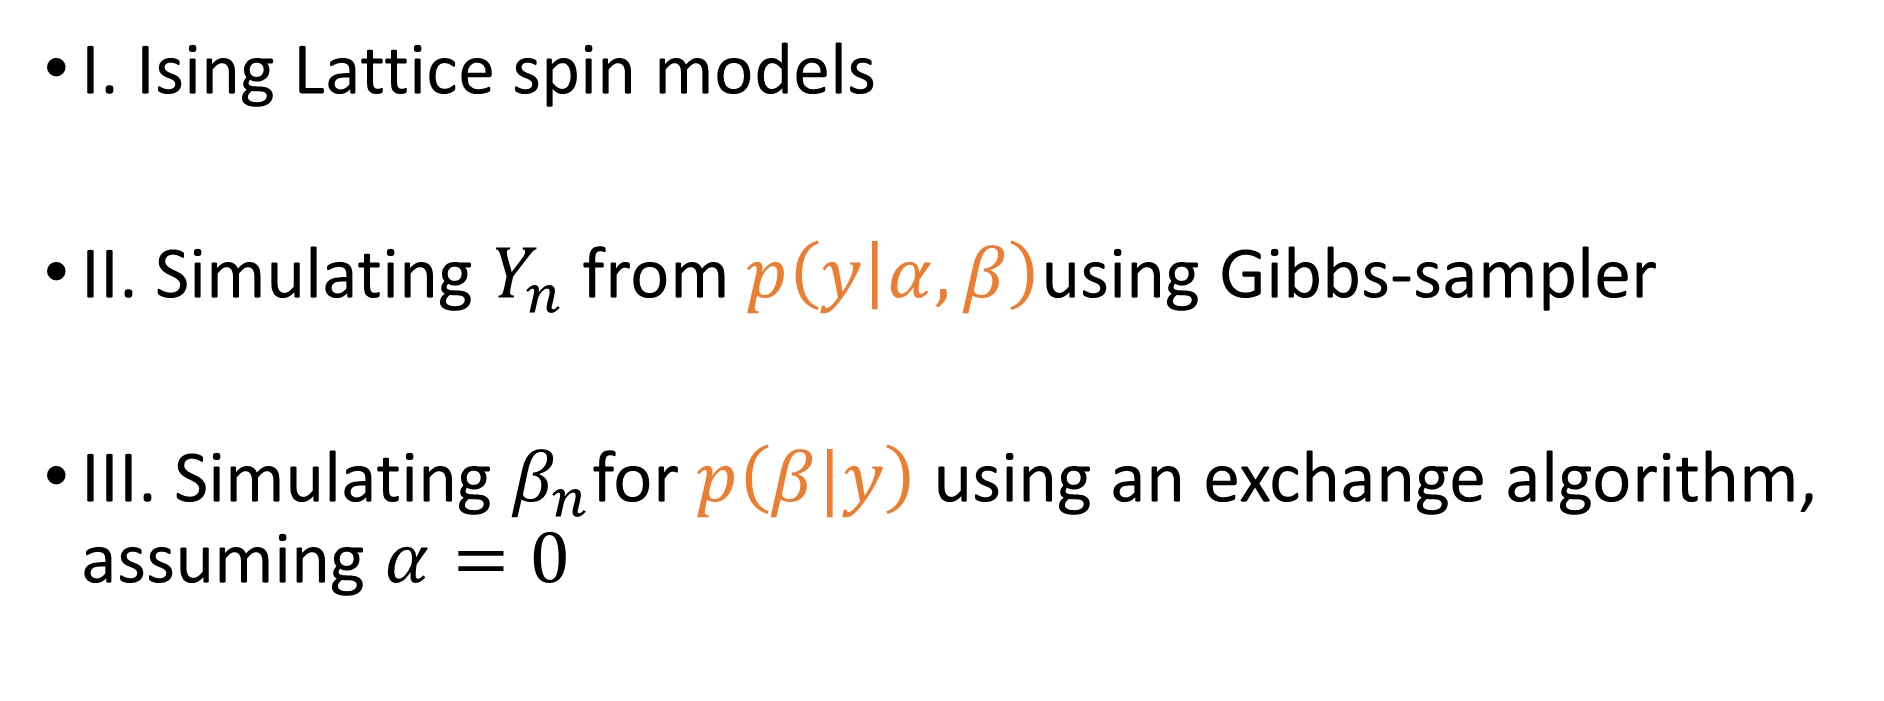 • I. Ising Lattice spin models
• II. Simulating 𝑌ₙ from 𝑝(𝑦|𝛼, 𝛽)using Gibbs-sampler
• III. Simulating 𝛽ₙfor 𝑝(𝛽|𝑦) using an exchange algorithm,
assuming 𝛼 = 0